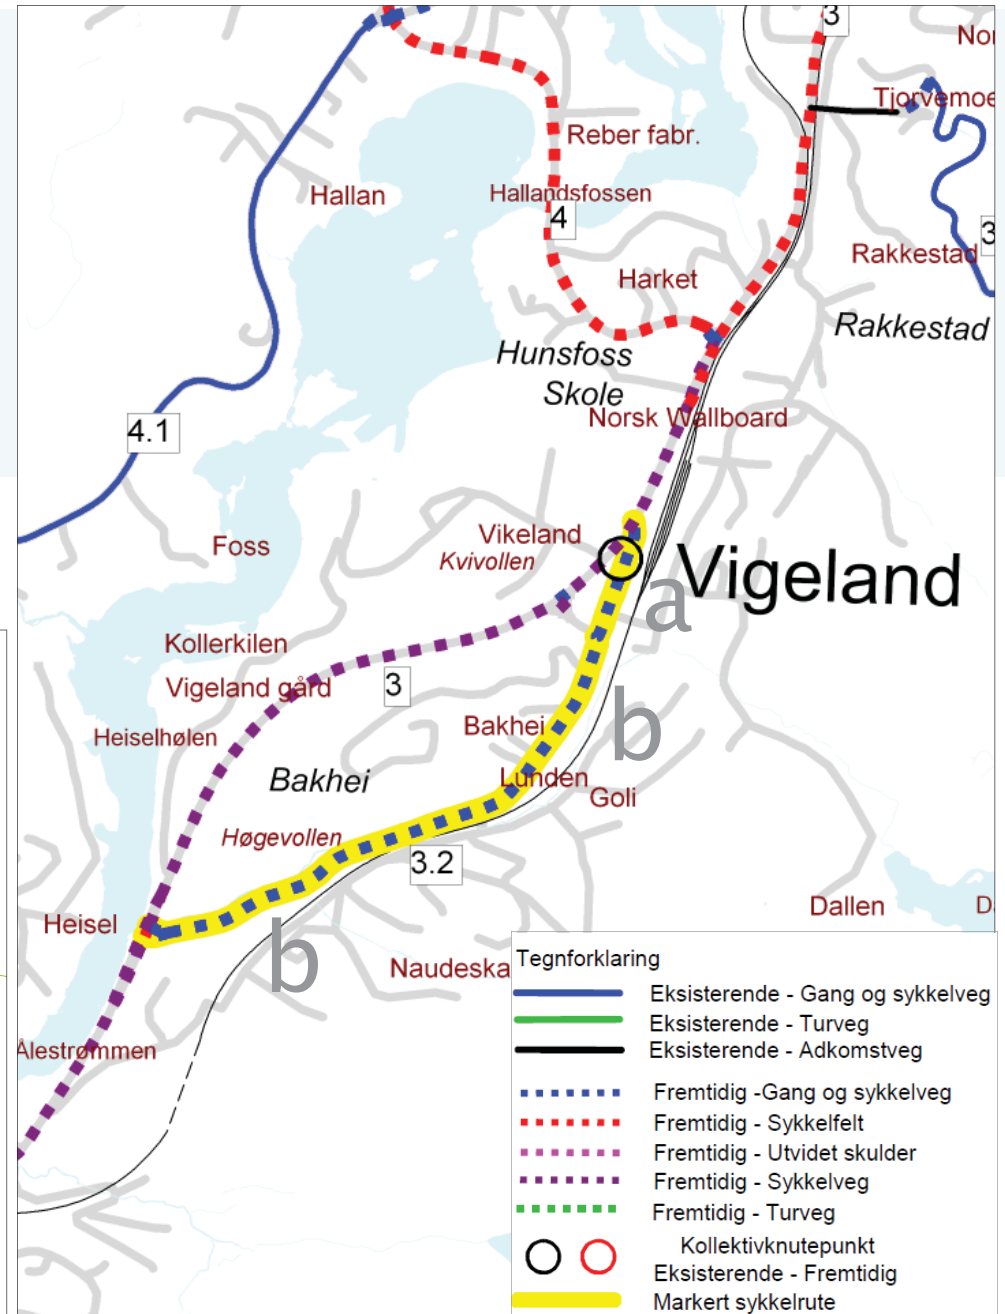 3
Nor
Tjorvemoe
Reber fabr.
Hallan
Hallandsfossen
4
3
Rakkestad
Harket
Rakkestad
Hunsfoss
Skole
4.1
Norsk Wallboard
Vikeland
Foss
Kvivollen
Vigeland
a
Kollerkilen
Vigeland gård
3
b
Bakhei
Heiselhølen
Bakhei
Lunden
Goli
Høgevollen
3.2
Heisel
Dallen
D
b
Naudeska
Ålestrømmen
Tegnforklaring
Eksisterende - Gang og sykkelveg
Eksisterende - Turveg
Eksisterende - Adkomstveg
Fremtidig -Gang og sykkelveg
Fremtidig - Sykkelfelt
Fremtidig - Utvidet skulder
Fremtidig - Sykkelveg
Fremtidig - Turveg
Kollektivknutepunkt
Eksisterende - Fremtidig
Markert sykkelrute